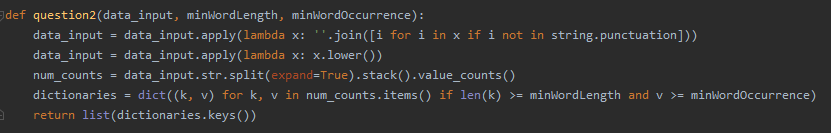 def question2(data_input, minWordLength, minWordOccurrence):
    data_input = data_input.apply(lambda x: ''.join([i for i in x if i not in string.punctuation]))
    data_input = data_input.apply(lambda x: x.lower())
    num_counts = data_input.str.split(expand=True).stack().value_counts()
    dictionaries = dict((k, v) for k, v in num_counts.items() if len(k) >= minWordLength and v >= minWordOccurrence)
    return list(dictionaries.keys())